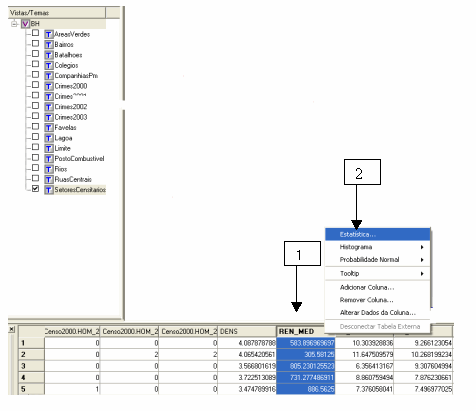 Vistas/Temas
BH
AreasVerdes
Bairros
Batalhoes
Colegios
CompanhiasPm
Crimes2000
Crimes
Crimes2002
Crimes2003
Favelas
Lagoa
Limite
PostoCombustivel
Rios
RuasCentrais
SetoresCensitarios
2
1
Estatística...
Histograma
Probabilidade Normal
Tooltip
Adicionar Coluna...
Remover Coluna...
Alterar Dados da Coluna...
Desconectar Tabela Externa
Censo2000.HOM_2 Censo2000.HOM_2 Censo2000.HOM_2 DENS REN_MED
1 0 0 0 4.087878788 583.896969697 10.303928836 9.266123054
2 0 2 2 4.065420561 305.58125 11.647509579 10.268199234
3 0 0 0 3.566801619 805.230125523 6.356413167 9.307604994
4 0 0 0 3.722513089 731.277486911 8.860759494 7.876230661
5 1 0 0 3.474789916 886.5625 7.376058041 7.496977025